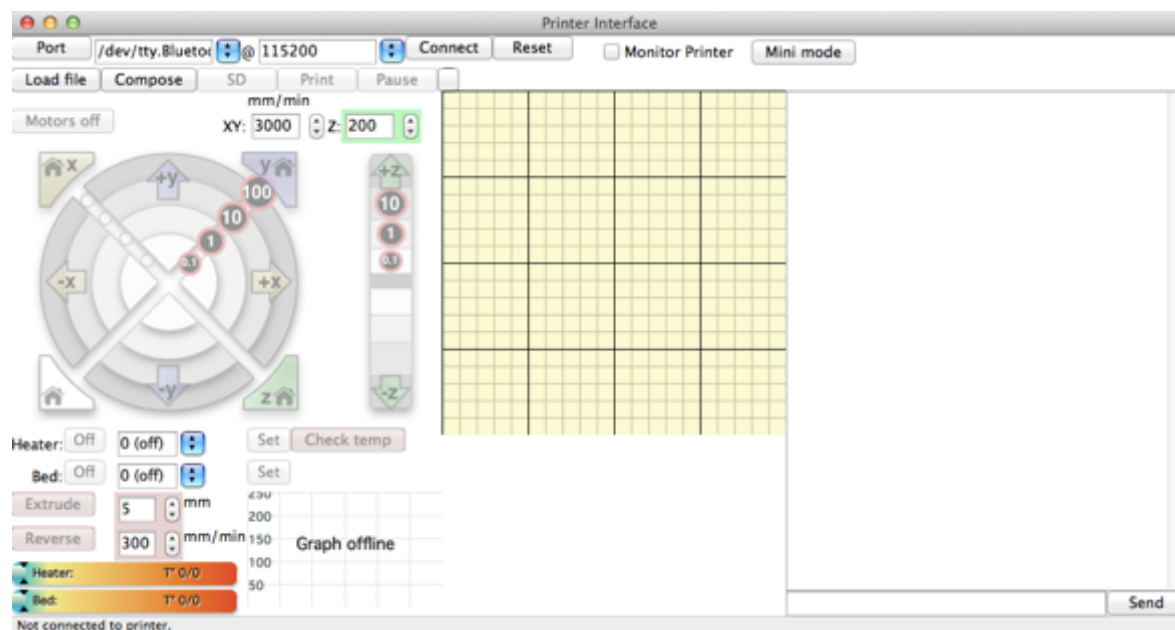 Printer Interface
Port /dev/tty.Bluetoo @ 115200 Connect Reset Monitor Printer Mini mode
Load file Compose SD Print Pause
mm/min
Motors off XY: 3000 Z: 200
x y +z
+y 100
10 10
1 1
0.1 0.1
-x +x
-y z -z
Heater: Off 0 (off) Set Check temp
Bed: Off 0 (off) Set
Extrude 5 mm 250
200
Reverse 300 mm/min 150 Graph offline
Heater: T° 0/0 100
50
Bed: T° 0/0 Send
Not connected to printer.